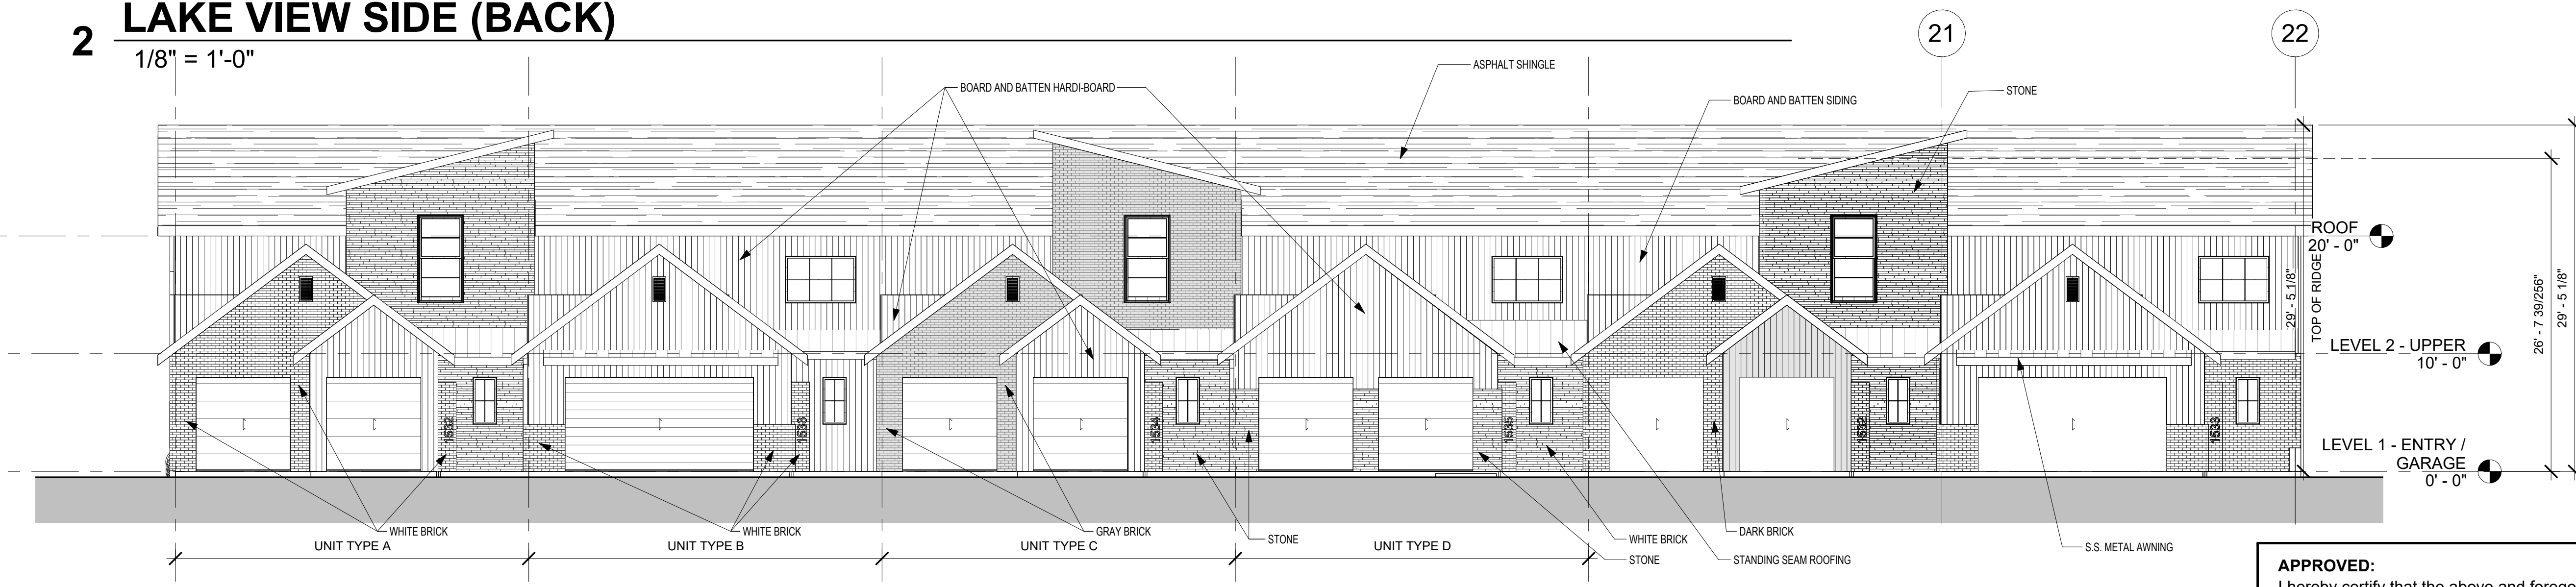 2 LAKE VIEW SIDE (BACK)
1/8" = 1'-0"
21
22
ASPHALT SHINGLE
BOARD AND BATTEN HARDI-BOARD
BOARD AND BATTEN SIDING
STONE
ROOF
20' - 0"
29' - 5 1/8"
TOP OF RIDGE
26' - 7 39/256"
29' - 5 1/8"
LEVEL 2 - UPPER
10' - 0"
LEVEL 1 - ENTRY /
GARAGE
0' - 0"
1532
1533
1534
1535
1532
1533
WHITE BRICK
WHITE BRICK
GRAY BRICK
STONE
WHITE BRICK
STONE
DARK BRICK
STANDING SEAM ROOFING
S.S. METAL AWNING
UNIT TYPE A
UNIT TYPE B
UNIT TYPE C
UNIT TYPE D
APPROVED: